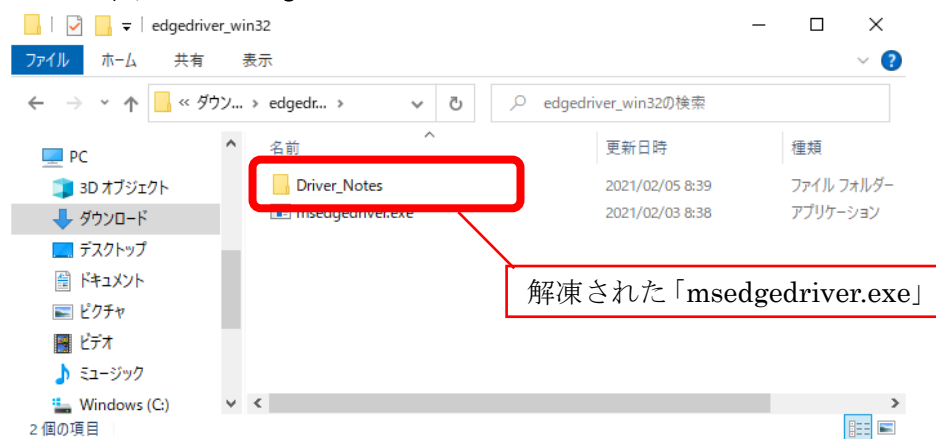 edgedriver_win32
ファイル ホーム 共有 表示
« ダウン... › edgedr... ›
edgedriver_win32の検索
名前 更新日時 種類
PC
3D オブジェクト
ダウンロード
デスクトップ
ドキュメント
ピクチャ
ビデオ
ミュージック
Windows (C:)
Driver_Notes 2021/02/05 8:39 ファイル フォルダー
msedgedriver.exe 2021/02/03 8:38 アプリケーション
解凍された「msedgedriver.exe」
2 個の項目